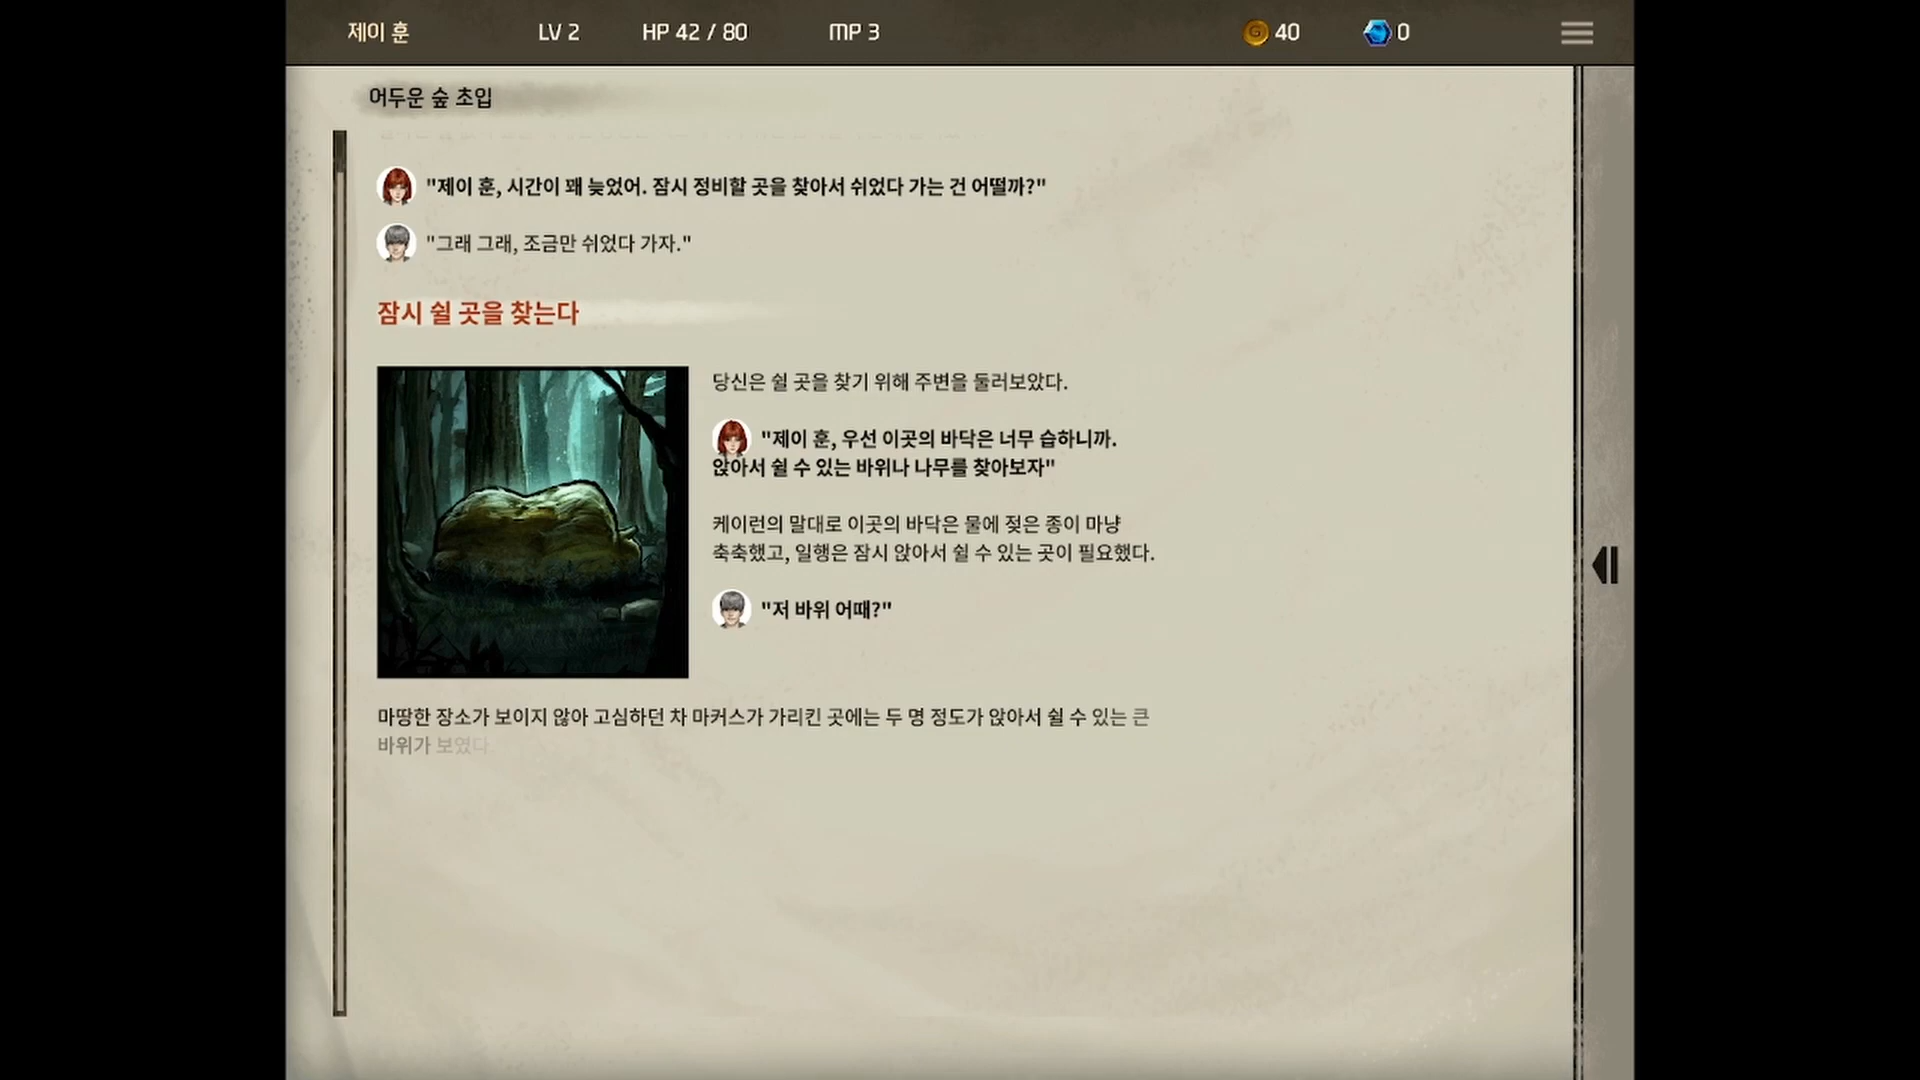 제이 훈 LV 2 HP 42 / 80 MP 3 40 0
어두운 숲 초입
"제이 훈, 시간이 꽤 늦었어. 잠시 정비할 곳을 찾아서 쉬었다 가는 건 어떨까?"
"그래 그래, 조금만 쉬었다 가자."
잠시 쉴 곳을 찾는다
당신은 쉴 곳을 찾기 위해 주변을 둘러보았다.
"제이 훈, 우선 이곳의 바닥은 너무 습하니까.
앉아서 쉴 수 있는 바위나 나무를 찾아보자"
케이런의 말대로 이곳의 바닥은 물에 젖은 종이 마냥
축축했고, 일행은 잠시 앉아서 쉴 수 있는 곳이 필요했다.
"저 바위 어때?"
마땅한 장소가 보이지 않아 고심하던 차 마커스가 가리킨 곳에는 두 명 정도가 앉아서 쉴 수 있는 큰
바위가 보였다.